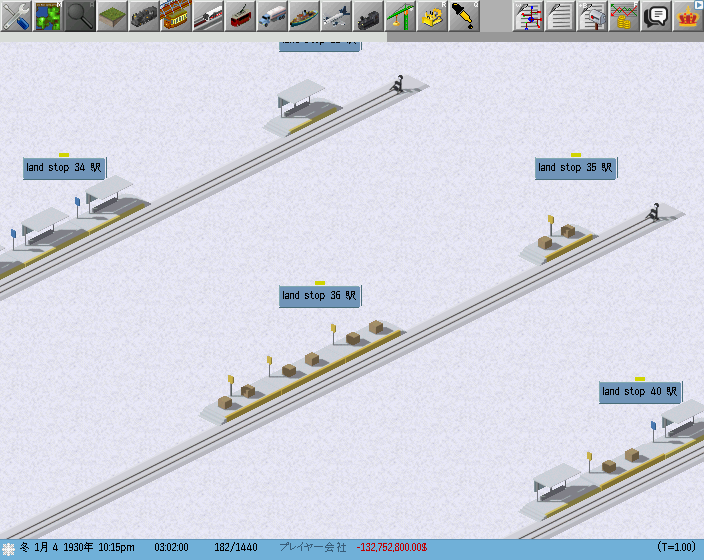 land stop 34 駅
land stop 35 駅
land stop 36 駅
land stop 40 駅
冬 1月 4 1930年 10:15pm 03:02:00 182/1440 プレイヤー会社 -132,752,800.00$ (T=1.00)